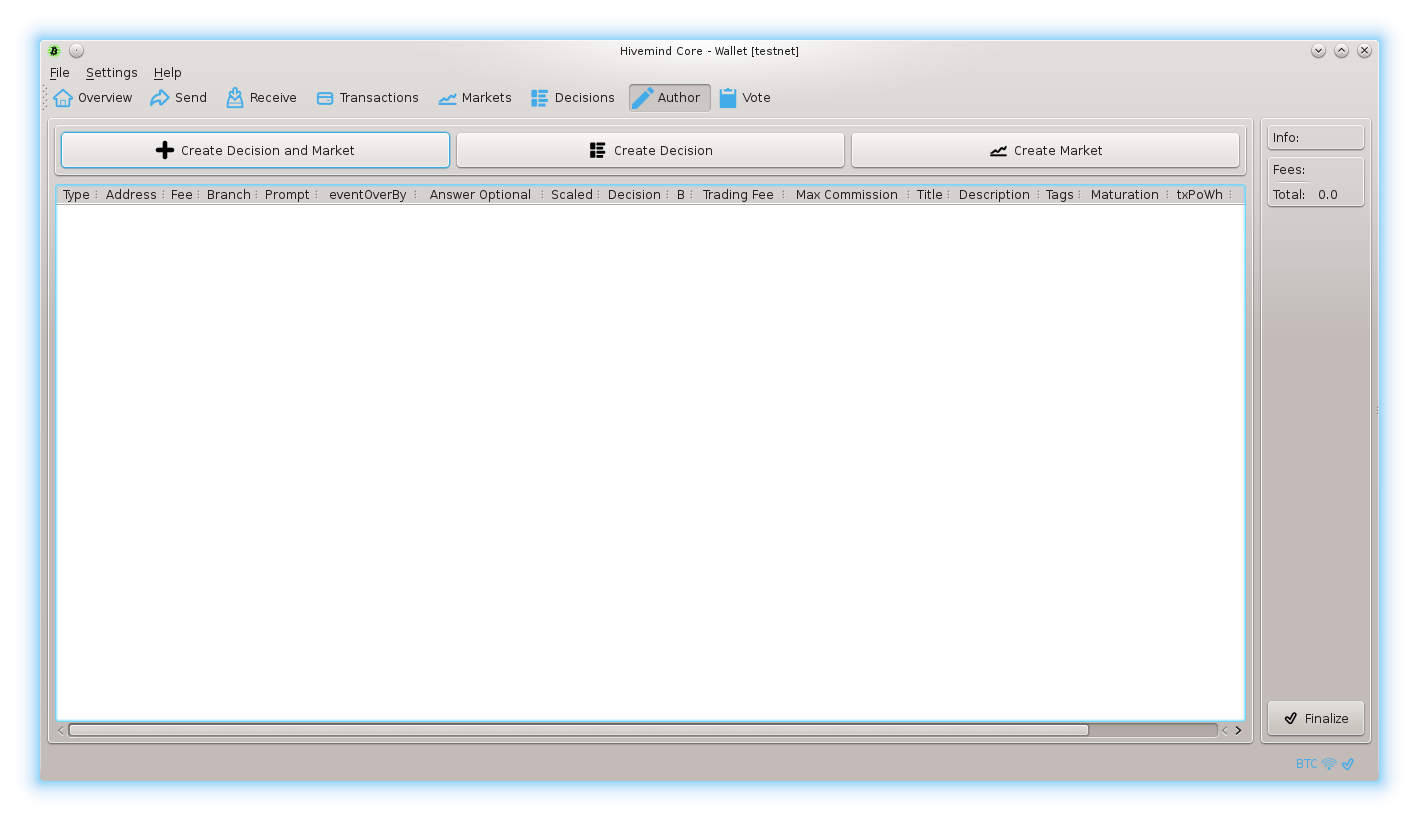 Hivemind Core - Wallet [testnet]
File Settings Help
Overview Send Receive Transactions Markets Decisions Author Vote
Create Decision and Market Create Decision Create Market
Type Address Fee Branch Prompt eventOverBy Answer Optional Scaled Decision B Trading Fee Max Commission Title Description Tags Maturation txPoWh
Info:
Fees:
Total: 0.0
Finalize
BTC